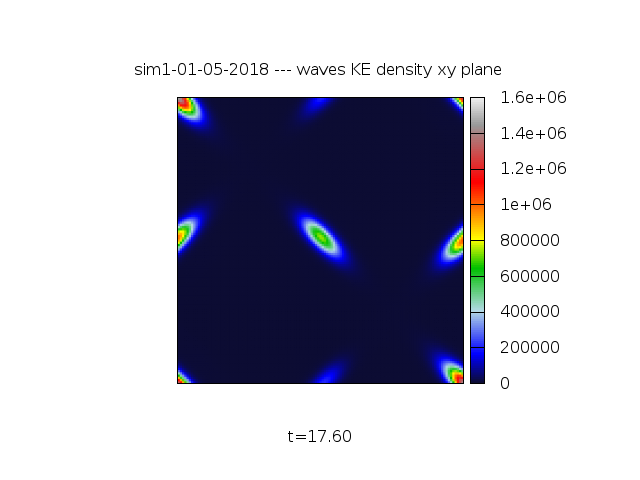 sim1-01-05-2018 --- waves KE density xy plane
1.6e+06
1.4e+06
1.2e+06
1e+06
800000
600000
400000
200000
0
t=17.60